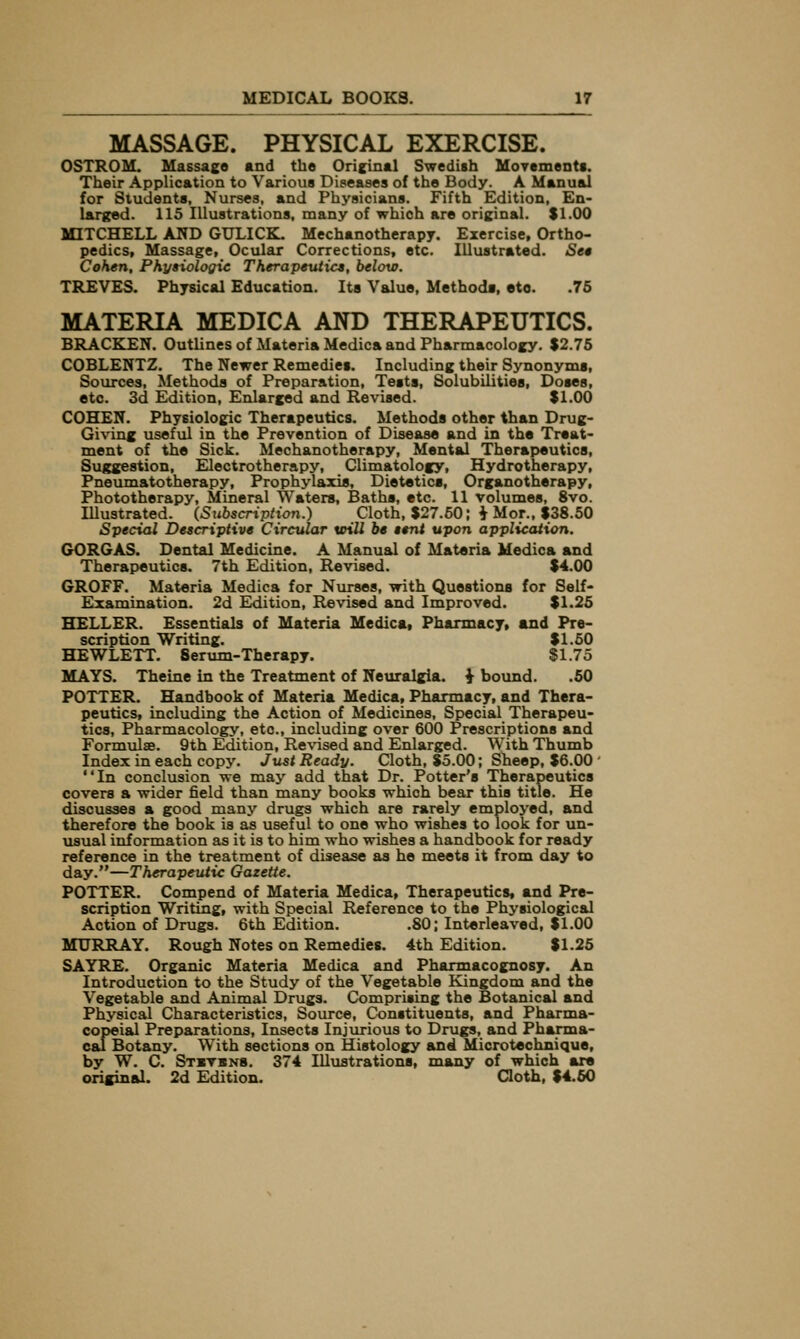 MEDICAL BOOKS. 17
MASSAGE. PHYSICAL EXERCISE.
OSTROM. Massage and the Original Swedish Movements.
Their Application to Various Diseases of the Body. A Manual
for Students, Nurses, and Physicians. Fifth Edition, En-
larged. 115 Illustrations, many of which are original. $1.00
MITCHELL AND GULICK. Mechanotherapy. Exercise, Ortho-
pedics, Massage, Ocular Corrections, etc. Illustrated. See
Cohen, Physiologic Therapeutics, below.
TREVES. Physical Education. Its Value, Methods, etc. .75
MATERIA MEDICA AND THERAPEUTICS.
BRACKEN. Outlines of Materia Medica and Pharmacology. $2.75
COBLENTZ. The Newer Remedies. Including their Synonyms,
Sources, Methods of Preparation, Tests, Solubilities, Doses,
etc. 3d Edition, Enlarged and Revised. $1.00
COHEN. Physiologic Therapeutics. Methods other than Drug-
Giving useful in the Prevention of Disease and in the Treat-
ment of the Sick. Mechanotherapy, Mental Therapeutics,
Suggestion, Electrotherapy, Climatology, Hydrotherapy,
Pneumatotherapy, Prophylaxis, Dietetics, Organotherapy,
Phototherapy, Mineral Waters, Baths, etc. 11 volumes, 8vo.
Illustrated. (Subscription.) Cloth, $27.50; ½ Mor., $38.50
Special Descriptive Circular will be sent upon application.
GORGAS. Dental Medicine. A Manual of Materia Medica and
Therapeutics. 7th Edition, Revised. $4.00
GROFF. Materia Medica for Nurses, with Questions for Self-
Examination. 2d Edition, Revised and Improved. $1.25
HELLER. Essentials of Materia Medica, Pharmacy, and Pre-
scription Writing. $1.50
HEWLETT. Serum-Therapy. $1.75
MAYS. Theine in the Treatment of Neuralgia. ½ bound. .50
POTTER. Handbook of Materia Medica, Pharmacy, and Thera-
peutics, including the Action of Medicines, Special Therapeu-
tics, Pharmacology, etc., including over 600 Prescriptions and
Formulæ. 9th Edition, Revised and Enlarged. With Thumb
Index in each copy. Just Ready. Cloth, $5.00; Sheep, $6.00
"In conclusion we may add that Dr. Potter's Therapeutics
covers a wider field than many books which bear this title. He
discusses a good many drugs which are rarely employed, and
therefore the book is as useful to one who wishes to look for un-
usual information as it is to him who wishes a handbook for ready
reference in the treatment of disease as he meets it from day to
day."—Therapeutic Gazette.
POTTER. Compend of Materia Medica, Therapeutics, and Pre-
scription Writing, with Special Reference to the Physiological
Action of Drugs. 6th Edition. .80; Interleaved, $1.00
MURRAY. Rough Notes on Remedies. 4th Edition. $1.25
SAYRE. Organic Materia Medica and Pharmacognosy. An
Introduction to the Study of the Vegetable Kingdom and the
Vegetable and Animal Drugs. Comprising the Botanical and
Physical Characteristics, Source, Constituents, and Pharma-
copeial Preparations, Insects Injurious to Drugs, and Pharma-
cal Botany. With sections on Histology and Microtechnique,
by W. C. STEVENS. 374 Illustrations, many of which are
original. 2d Edition. Cloth, $4.50